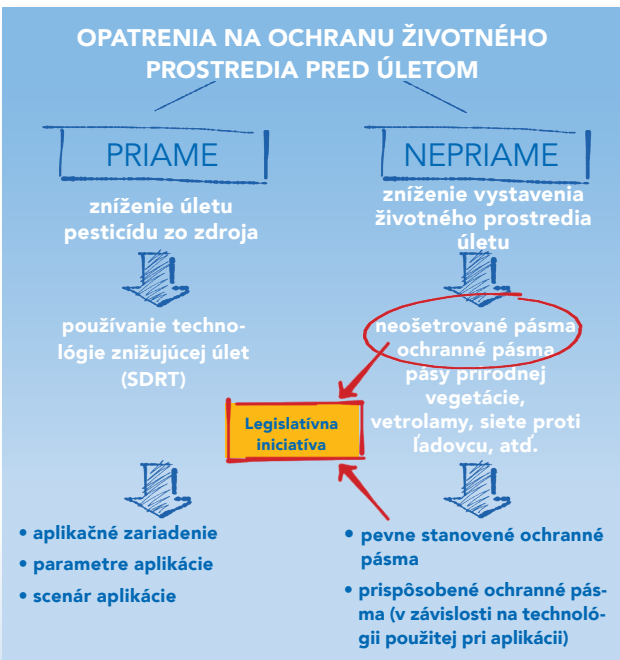 OPATRENIA NA OCHRANU ŽIVOTNÉHO
PROSTREDIA PRED ÚLETOM
PRIAME
zníženie úletu
pesticídu zo zdroja
používanie techno-
lógie znižujúcej úlet
(SDRT)
• aplikačné zariadenie
• parametre aplikácie
• scenár aplikácie
NEPRIAME
zníženie vystavenia
životného prostredia
úletu
neošetrované pásma
ochranné pásma
pásy prírodnej
vegetácie,
vetrolamy, siete proti
ľadovcu, atď.
Legislatívna
iniciatíva
• pevne stanovené ochranné
pásma
• prispôsobené ochranné pás-
ma (v závislosti na technoló-
gii použitej pri aplikácii)